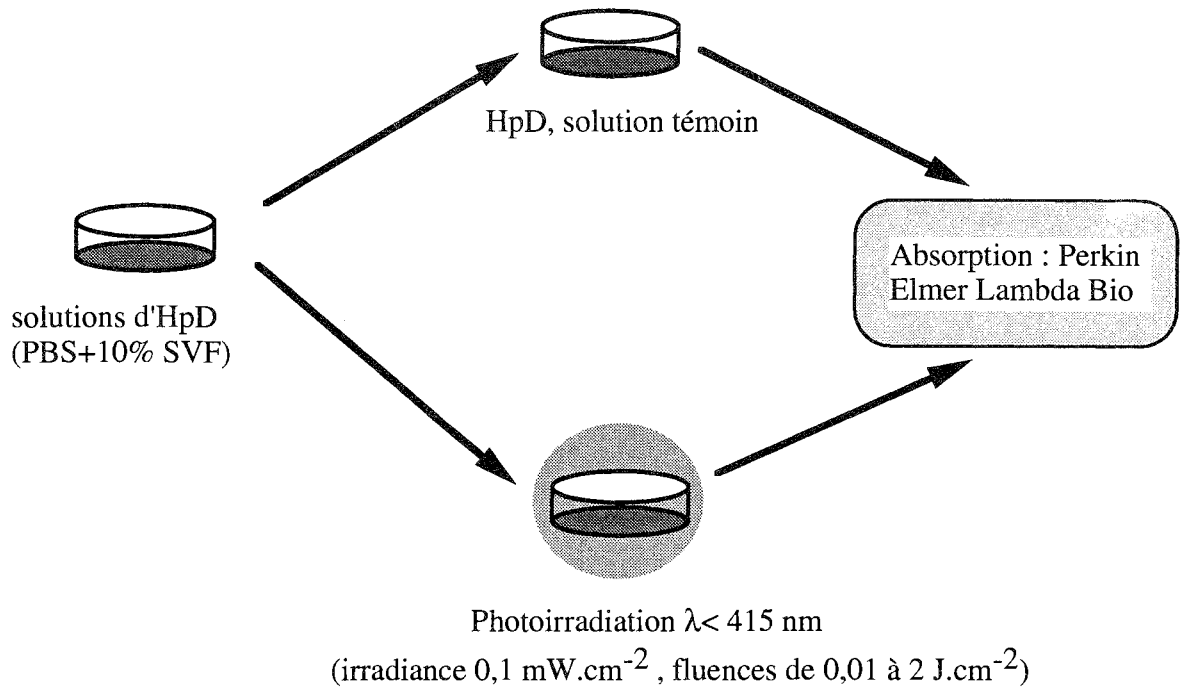 HpD, solution témoin
Absorption : Perkin
Elmer Lambda Bio
solutions d'HpD
(PBS+10% SVF)
Photoirradiation λ< 415 nm
(irradiance 0,1 mW.cm⁻² , fluences de 0,01 à 2 J.cm⁻²)